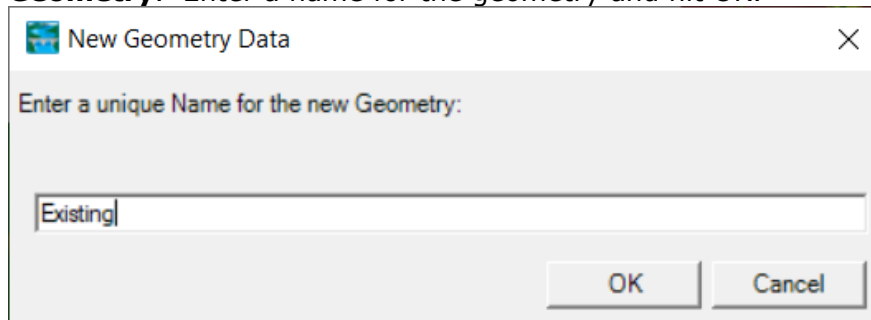 Geometry. Enter a name for the geometry and hit OK.
New Geometry Data
Enter a unique Name for the new Geometry:
Existing
OK
Cancel